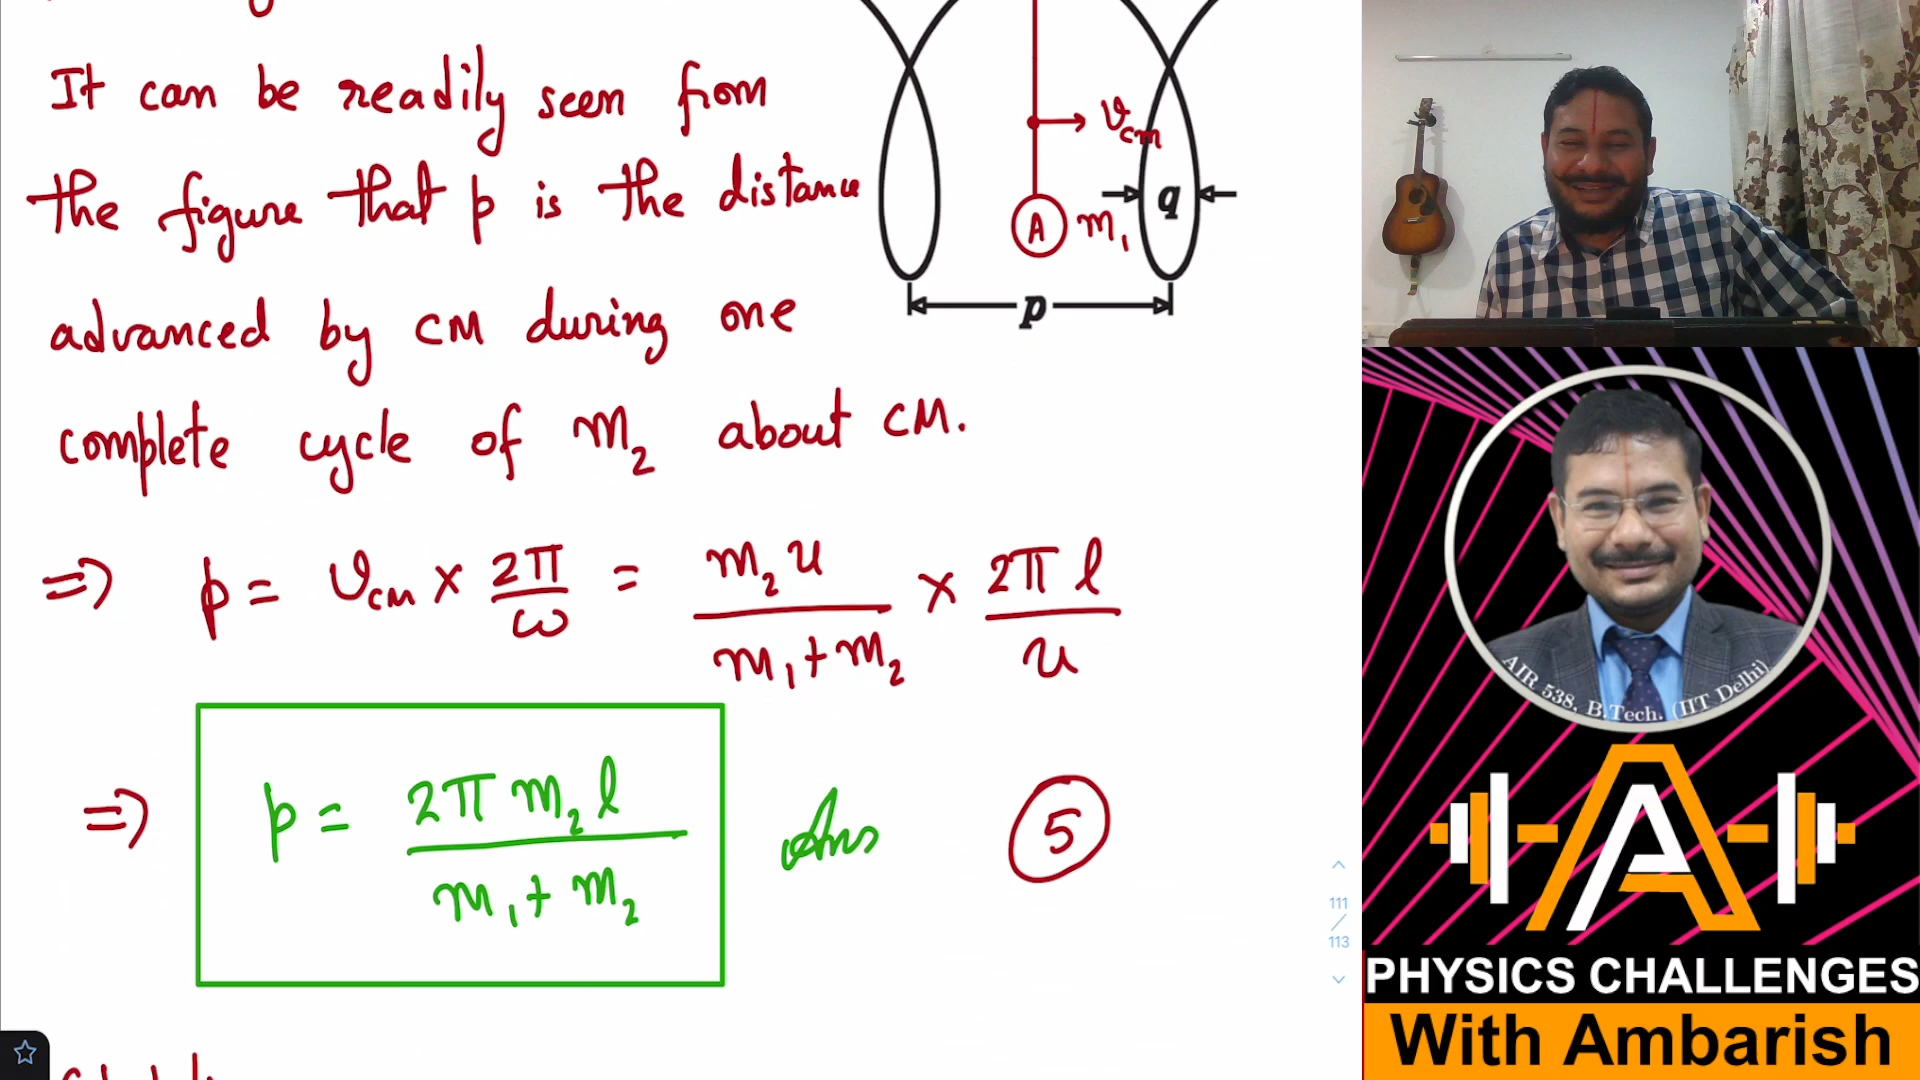 It can be readily seen from
the figure that p is the distance
advanced by CM during one
complete cycle of m₂ about CM.
⇒ p = v_cm × 2π/ω = m₂u/(m₁+m₂) × 2πl/u
⇒ p = 2πm₂l/(m₁+m₂) Ans ⑤
v_cm
q
A m₁
p
111
/
113
AIR 538, B.Tech. (IIT Delhi)
A
PHYSICS CHALLENGES
With Ambarish